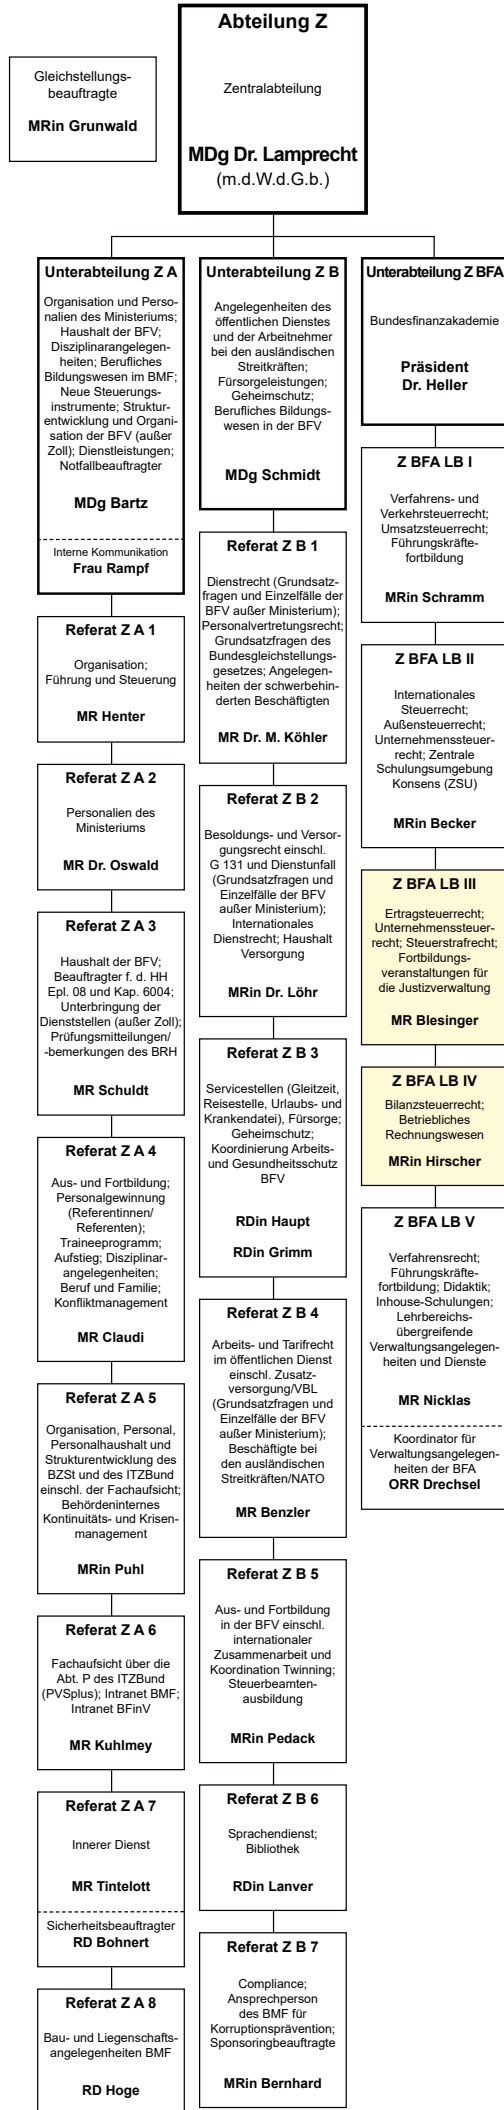 Abteilung Z
Zentralabteilung
MDg Dr. Lamprecht
(m.d.W.d.G.b.)
Gleichstellungs-
beauftragte
MRin Grunwald
Unterabteilung Z A
Organisation und Perso-
nalien des Ministeriums;
Haushalt der BFV;
Disziplinarangelegen-
heiten; Berufliches
Bildungswesen im BMF;
Neue Steuerungs-
instrumente; Struktur-
entwicklung und Organi-
sation der BFV (außer
Zoll); Dienstleistungen;
Notfallbeauftragter
MDg Bartz
Interne Kommunikation
Frau Rampf
Referat Z A 1
Organisation;
Führung und Steuerung
MR Henter
Referat Z A 2
Personalien des
Ministeriums
MR Dr. Oswald
Referat Z A 3
Haushalt der BFV;
Beauftragter f. d. HH
Epl. 08 und Kap. 6004;
Unterbringung der
Dienststellen (außer Zoll);
Prüfungsmitteilungen/
-bemerkungen des BRH
MR Schuldt
Referat Z A 4
Aus- und Fortbildung;
Personalgewinnung
(Referentinnen/
Referenten);
Traineeprogramm;
Aufstieg; Disziplinar-
angelegenheiten;
Beruf und Familie;
Konfliktmanagement
MR Claudi
Referat Z A 5
Organisation, Personal,
Personalhaushalt und
Strukturentwicklung des
BZSt und des ITZBund
einschl. der Fachaufsicht;
Behördeninternes
Kontinuitäts- und Krisen-
management
MRin Puhl
Referat Z A 6
Fachaufsicht über die
Abt. P des ITZBund
(PVSplus); Intranet BMF;
Intranet BFinV
MR Kuhlmey
Referat Z A 7
Innerer Dienst
MR Tintelott
Sicherheitsbeauftragter
RD Bohnert
Referat Z A 8
Bau- und Liegenschafts-
angelegenheiten BMF
RD Hoge
Unterabteilung Z B
Angelegenheiten des
öffentlichen Dienstes
und der Arbeitnehmer
bei den ausländischen
Streitkräften;
Fürsorgeleistungen;
Geheimschutz;
Berufliches Bildungs-
wesen in der BFV
MDg Schmidt
Referat Z B 1
Dienstrecht (Grundsatz-
fragen und Einzelfälle der
BFV außer Ministerium);
Personalvertretungsrecht;
Grundsatzfragen des
Bundesgleichstellungs-
gesetzes; Angelegen-
heiten der schwerbehin-
derten Beschäftigten
MR Dr. M. Köhler
Referat Z B 2
Besoldungs- und Versor-
gungsrecht einschl.
G 131 und Dienstunfall
(Grundsatzfragen und
Einzelfälle der BFV
außer Ministerium);
Internationales
Dienstrecht; Haushalt
Versorgung
MRin Dr. Löhr
Referat Z B 3
Servicestellen (Gleitzeit,
Reisestelle, Urlaubs- und
Krankendatei), Fürsorge;
Geheimschutz;
Koordinierung Arbeits-
und Gesundheitsschutz
BFV
RDin Haupt
RDin Grimm
Referat Z B 4
Arbeits- und Tarifrecht
im öffentlichen Dienst
einschl. Zusatz-
versorgung/VBL
(Grundsatzfragen und
Einzelfälle der BFV
außer Ministerium);
Beschäftigte bei
den ausländischen
Streitkräften/NATO
MR Benzler
Referat Z B 5
Aus- und Fortbildung
in der BFV einschl.
internationaler
Zusammenarbeit und
Koordination Twinning;
Steuerbeamten-
ausbildung
MRin Pedack
Referat Z B 6
Sprachendienst;
Bibliothek
RDin Lanver
Referat Z B 7
Compliance;
Ansprechperson
des BMF für
Korruptionsprävention;
Sponsoringbeauftragte
MRin Bernhard
Unterabteilung Z BFA
Bundesfinanzakademie
Präsident
Dr. Heller
Z BFA LB I
Verfahrens- und
Verkehrsteuerrecht;
Umsatzsteuerrecht;
Führungskräfte-
fortbildung
MRin Schramm
Z BFA LB II
Internationales
Steuerrecht;
Außensteuerrecht;
Unternehmenssteuer-
recht; Zentrale
Schulungsumgebung
Konsens (ZSU)
MRin Becker
Z BFA LB III
Ertragsteuerrecht;
Unternehmenssteuer-
recht; Steuerstrafrecht;
Fortbildungs-
veranstaltungen für
die Justizverwaltung
MR Blesinger
Z BFA LB IV
Bilanzsteuerrecht;
Betriebliches
Rechnungswesen
MRin Hirscher
Z BFA LB V
Verfahrensrecht;
Führungskräfte-
fortbildung; Didaktik;
Inhouse-Schulungen;
Lehrbereichs-
übergreifende
Verwaltungsangelegen-
heiten und Dienste
MR Nicklas
Koordinator für
Verwaltungsangelegen-
heiten der BFA
ORR Drechsel